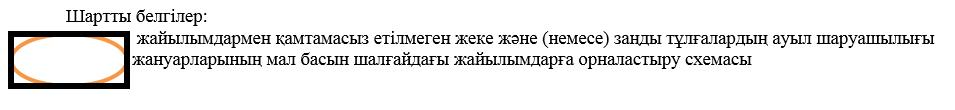 Шартты белгілер:
жайылымдармен қамтамасыз етілмеген жеке және (немесе) заңды тұлғалардың ауыл шаруашылығы
жануарларының мал басын шалғайдағы жайылымдарға орналастыру схемасы